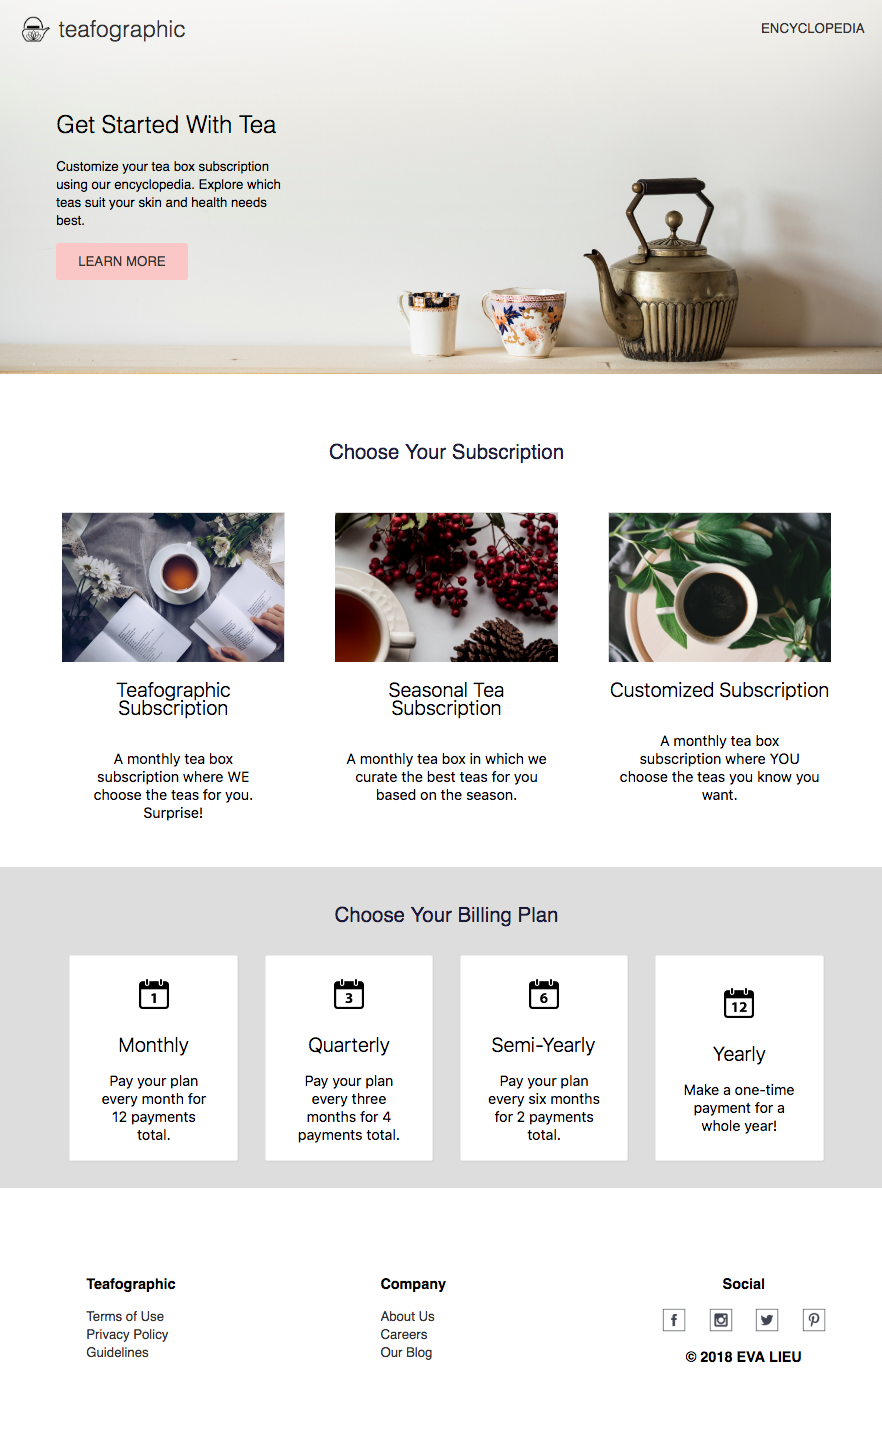 teafographic
ENCYCLOPEDIA
Get Started With Tea
Customize your tea box subscription
using our encyclopedia. Explore which
teas suit your skin and health needs
best.
LEARN MORE
Choose Your Subscription
Teafographic
Subscription
A monthly tea box
subscription where WE
choose the teas for you.
Surprise!
Seasonal Tea
Subscription
A monthly tea box in which we
curate the best teas for you
based on the season.
Customized Subscription
A monthly tea box
subscription where YOU
choose the teas you know you
want.
Choose Your Billing Plan
1
Monthly
Pay your plan
every month for
12 payments
total.
3
Quarterly
Pay your plan
every three
months for 4
payments total.
6
Semi-Yearly
Pay your plan
every six months
for 2 payments
total.
12
Yearly
Make a one-time
payment for a
whole year!
Teafographic
Terms of Use
Privacy Policy
Guidelines
Company
About Us
Careers
Our Blog
Social
© 2018 EVA LIEU